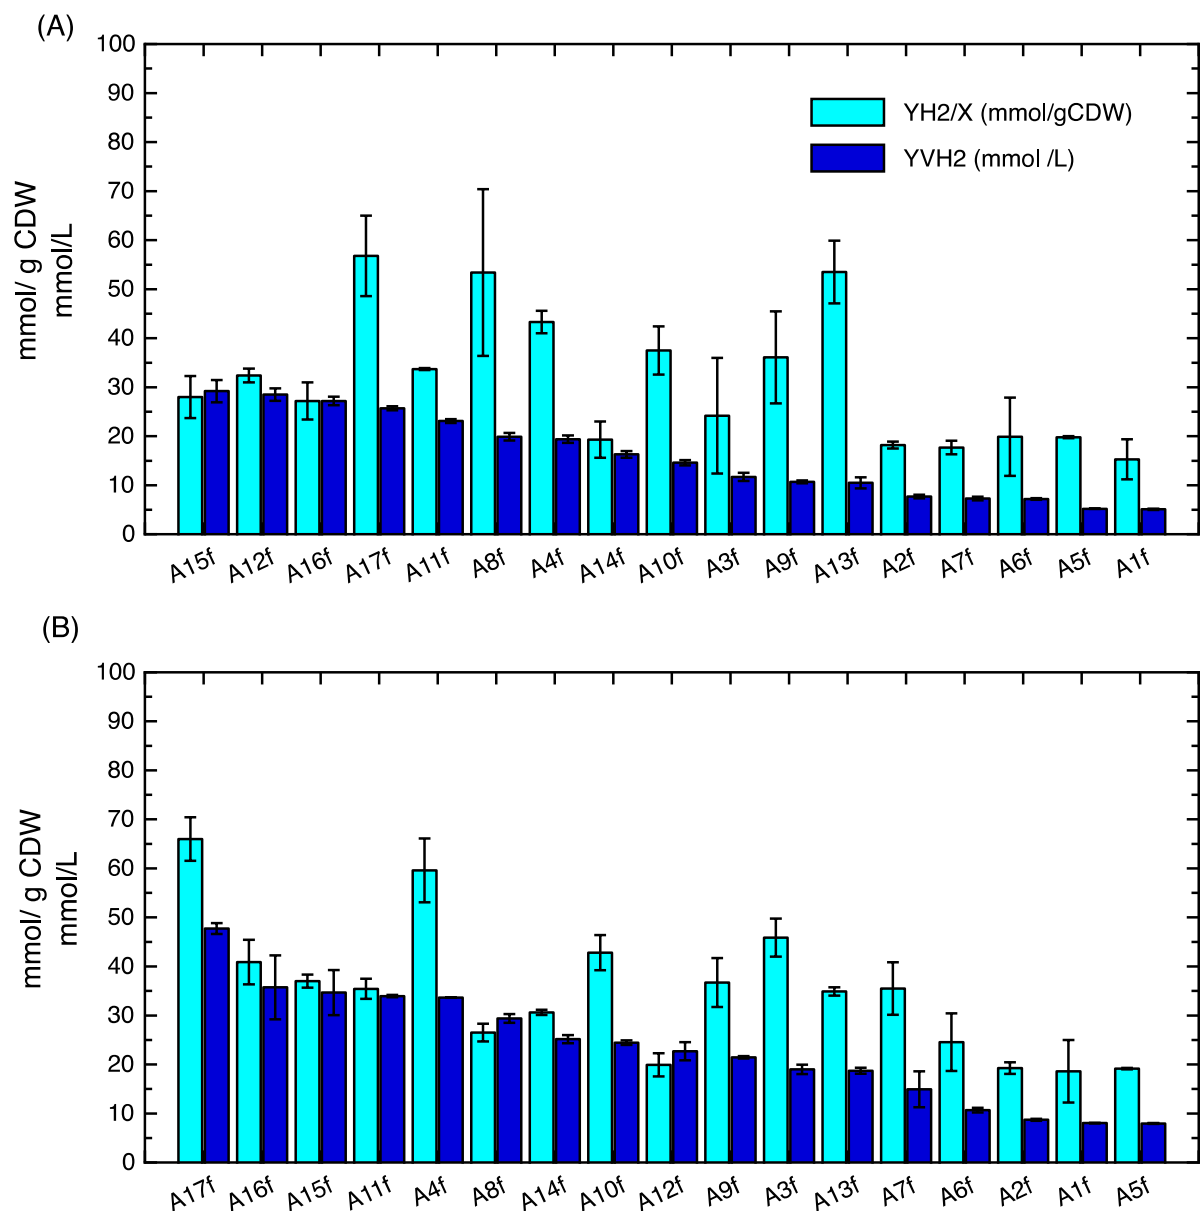 (A)
100
90
80
70
60
50
40
30
20
10
0
mmol/ g CDW
mmol/L
YH2/X (mmol/gCDW)
YVH2 (mmol /L)
A15f A12f A16f A17f A11f A8f A4f A14f A10f A3f A9f A13f A2f A7f A6f A5f A1f
(B)
100
90
80
70
60
50
40
30
20
10
0
mmol/ g CDW
mmol/L
A17f A16f A15f A11f A4f A8f A14f A10f A12f A9f A3f A13f A7f A6f A2f A1f A5f